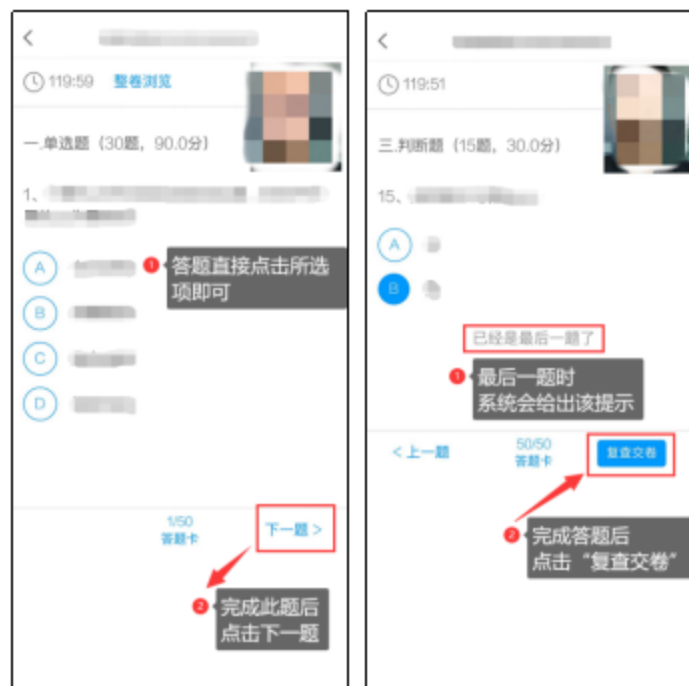 119:59 整卷浏览
一.单选题（30题，90.0分）
1、
A
1 答题直接点击所选
项即可
B
C
D
1/50
答题卡
下一题 >
2 完成此题后
点击下一题
119:51
三.判断题（15题，30.0分）
15、
A
B
已经是最后一题了
1 最后一题时
系统会给出该提示
< 上一题
50/50
答题卡
复查交卷
2 完成答题后
点击“复查交卷”